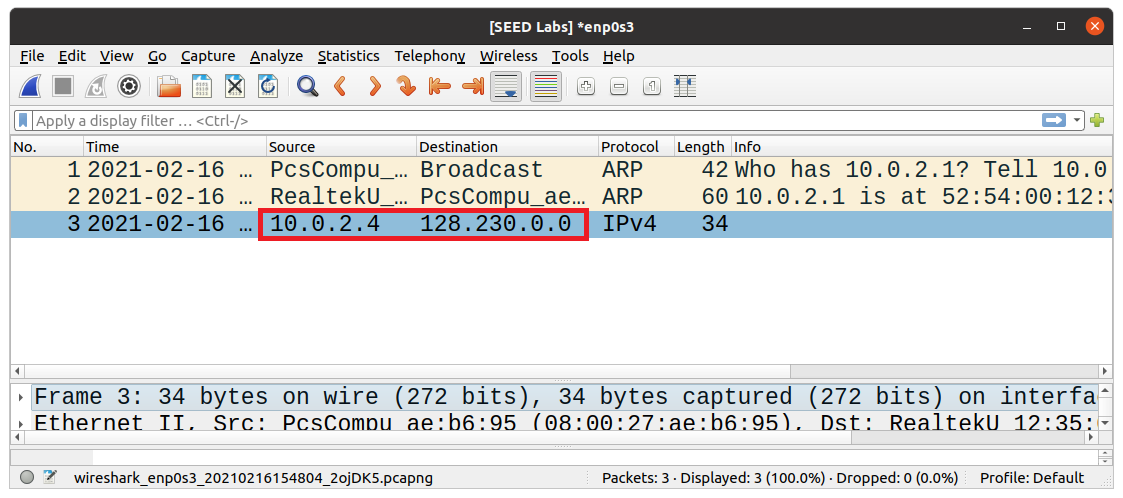 [SEED Labs] *enp0s3
File Edit View Go Capture Analyze Statistics Telephony Wireless Tools Help
Apply a display filter … <Ctrl-/>
No. Time Source Destination Protocol Length Info
1 2021-02-16 … PcsCompu_… Broadcast ARP 42 Who has 10.0.2.1? Tell 10.0
2 2021-02-16 … RealtekU_… PcsCompu_ae… ARP 60 10.0.2.1 is at 52:54:00:12:3
3 2021-02-16 … 10.0.2.4 128.230.0.0 IPv4 34
Frame 3: 34 bytes on wire (272 bits), 34 bytes captured (272 bits) on interfa
Ethernet II, Src: PcsCompu_ae:b6:95 (08:00:27:ae:b6:95), Dst: RealtekU_12:35:
wireshark_enp0s3_20210216154804_2ojDK5.pcapng Packets: 3 · Displayed: 3 (100.0%) · Dropped: 0 (0.0%) Profile: Default